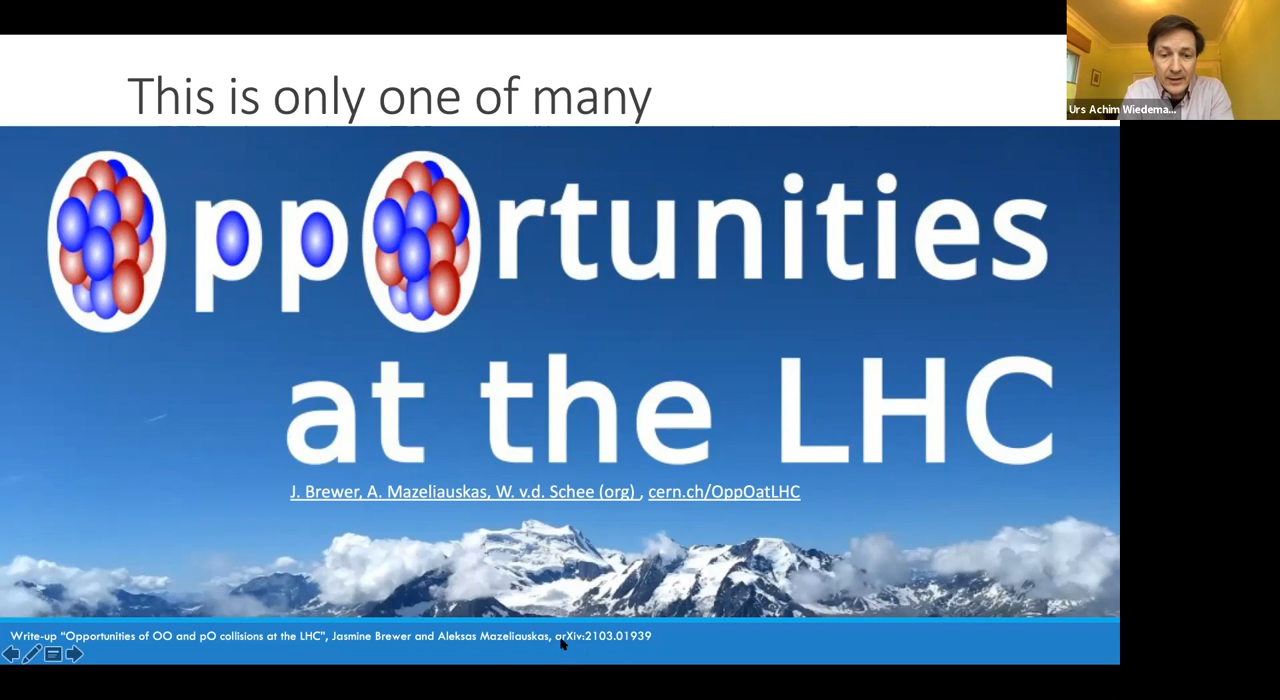 This is only one of many
Urs Achim Wiedema...
Opportunities
at the LHC
J. Brewer, A. Mazeliauskas, W. v.d. Schee (org) , cern.ch/OppOatLHC
Write-up "Opportunities of OO and pO collisions at the LHC", Jasmine Brewer and Aleksas Mazeliauskas, arXiv:2103.01939